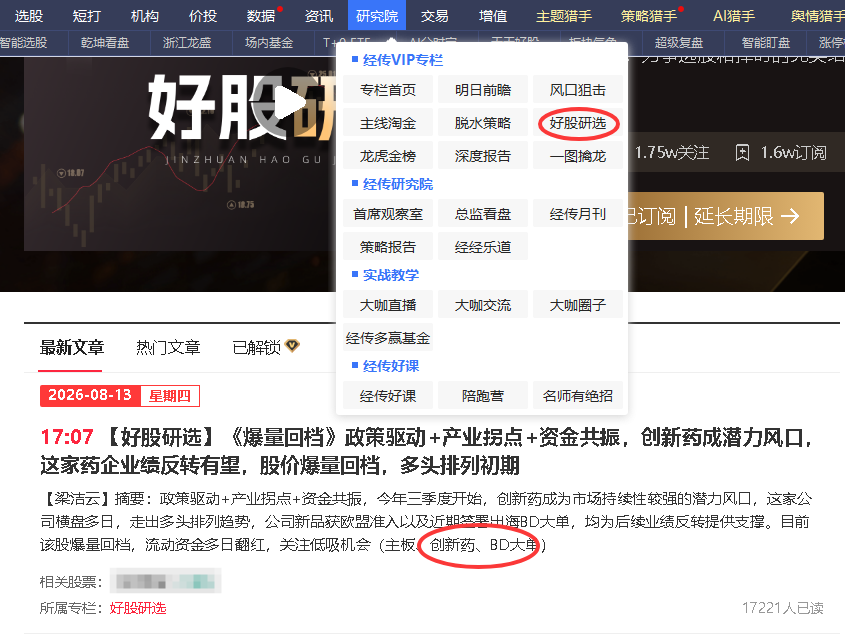 选股 短打 机构 价投 数据 资讯 研究院 交易 增值 主题猎手 策略猎手 AI猎手 舆情猎手
智能选股 乾坤看盘 浙江龙盛 场内基金 超级复盘 智能盯盘 涨停
经传VIP专栏
专栏首页 明日前瞻 风口狙击
主线淘金 脱水策略 好股研选
龙虎金榜 深度报告 一图擒龙
经传研究院
首席观察室 总监看盘 经传月刊
策略报告 经经乐道
实战教学
大咖直播 大咖交流 大咖圈子
经传多赢基金
经传好课
经传好课 陪跑营 名师有绝招
好股研
JINZHUAN HAO GU J
18.87
18.75
1.75w关注 1.6w订阅
已订阅 | 延长期限 →
最新文章 热门文章 已解锁
2026-08-13 星期四
17:07 【好股研选】《爆量回档》政策驱动+产业拐点+资金共振，创新药成潜力风口，
这家药企业绩反转有望，股价爆量回档，多头排列初期
【梁洁云】摘要：政策驱动+产业拐点+资金共振，今年三季度开始，创新药成为市场持续性较强的潜力风口，这家公
司横盘多日，走出多头排列趋势，公司新品获欧盟准入以及近期签署出海BD大单，均为后续业绩反转提供支撑。目前
该股爆量回档，流动资金多日翻红，关注低吸机会（主板、创新药、BD大单）
相关股票：
所属专栏：好股研选 17221人已读